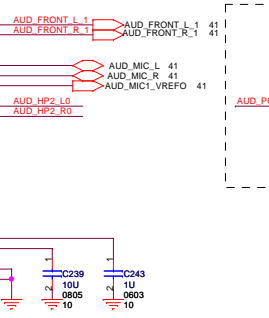 AUD_FRONT_L_1 AUD_FRONT_L_1 41
AUD_FRONT_R_1 AUD_FRONT_R_1 41
AUD_MIC_L 41
AUD_MIC_R 41
AUD_MIC1_VREFO 41
AUD_HP2_L0
AUD_HP2_R0
1 1
C239 C243
10U 1U
2 0805 2 0603
10 10